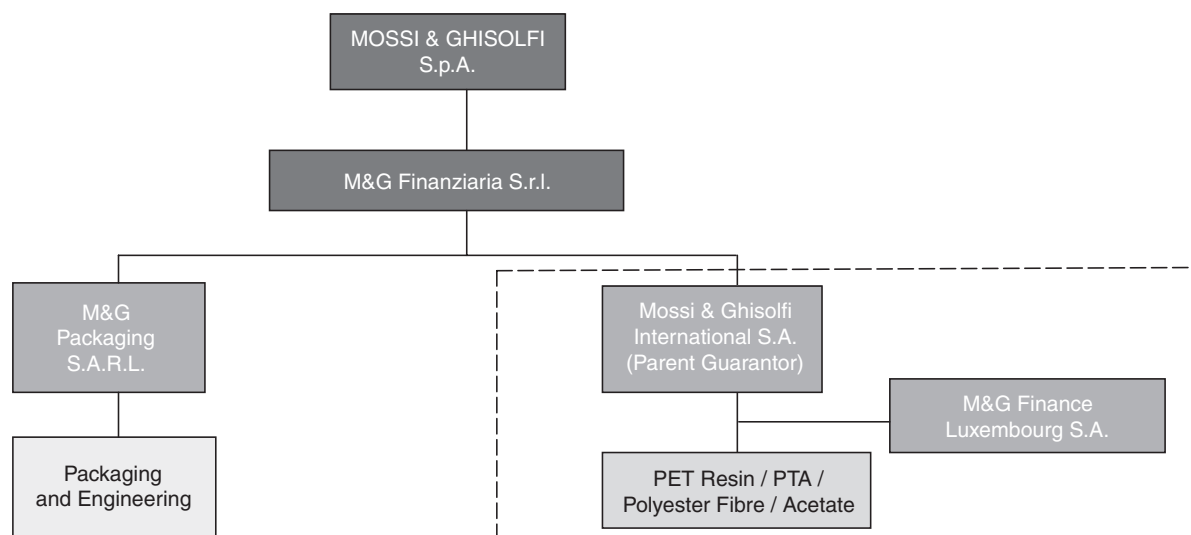 MOSSI & GHISOLFI
S.p.A.
M&G Finanziaria S.r.l.
M&G
Packaging
S.A.R.L.
Mossi & Ghisolfi
International S.A.
(Parent Guarantor)
M&G Finance
Luxembourg S.A.
Packaging
and Engineering
PET Resin / PTA /
Polyester Fibre / Acetate